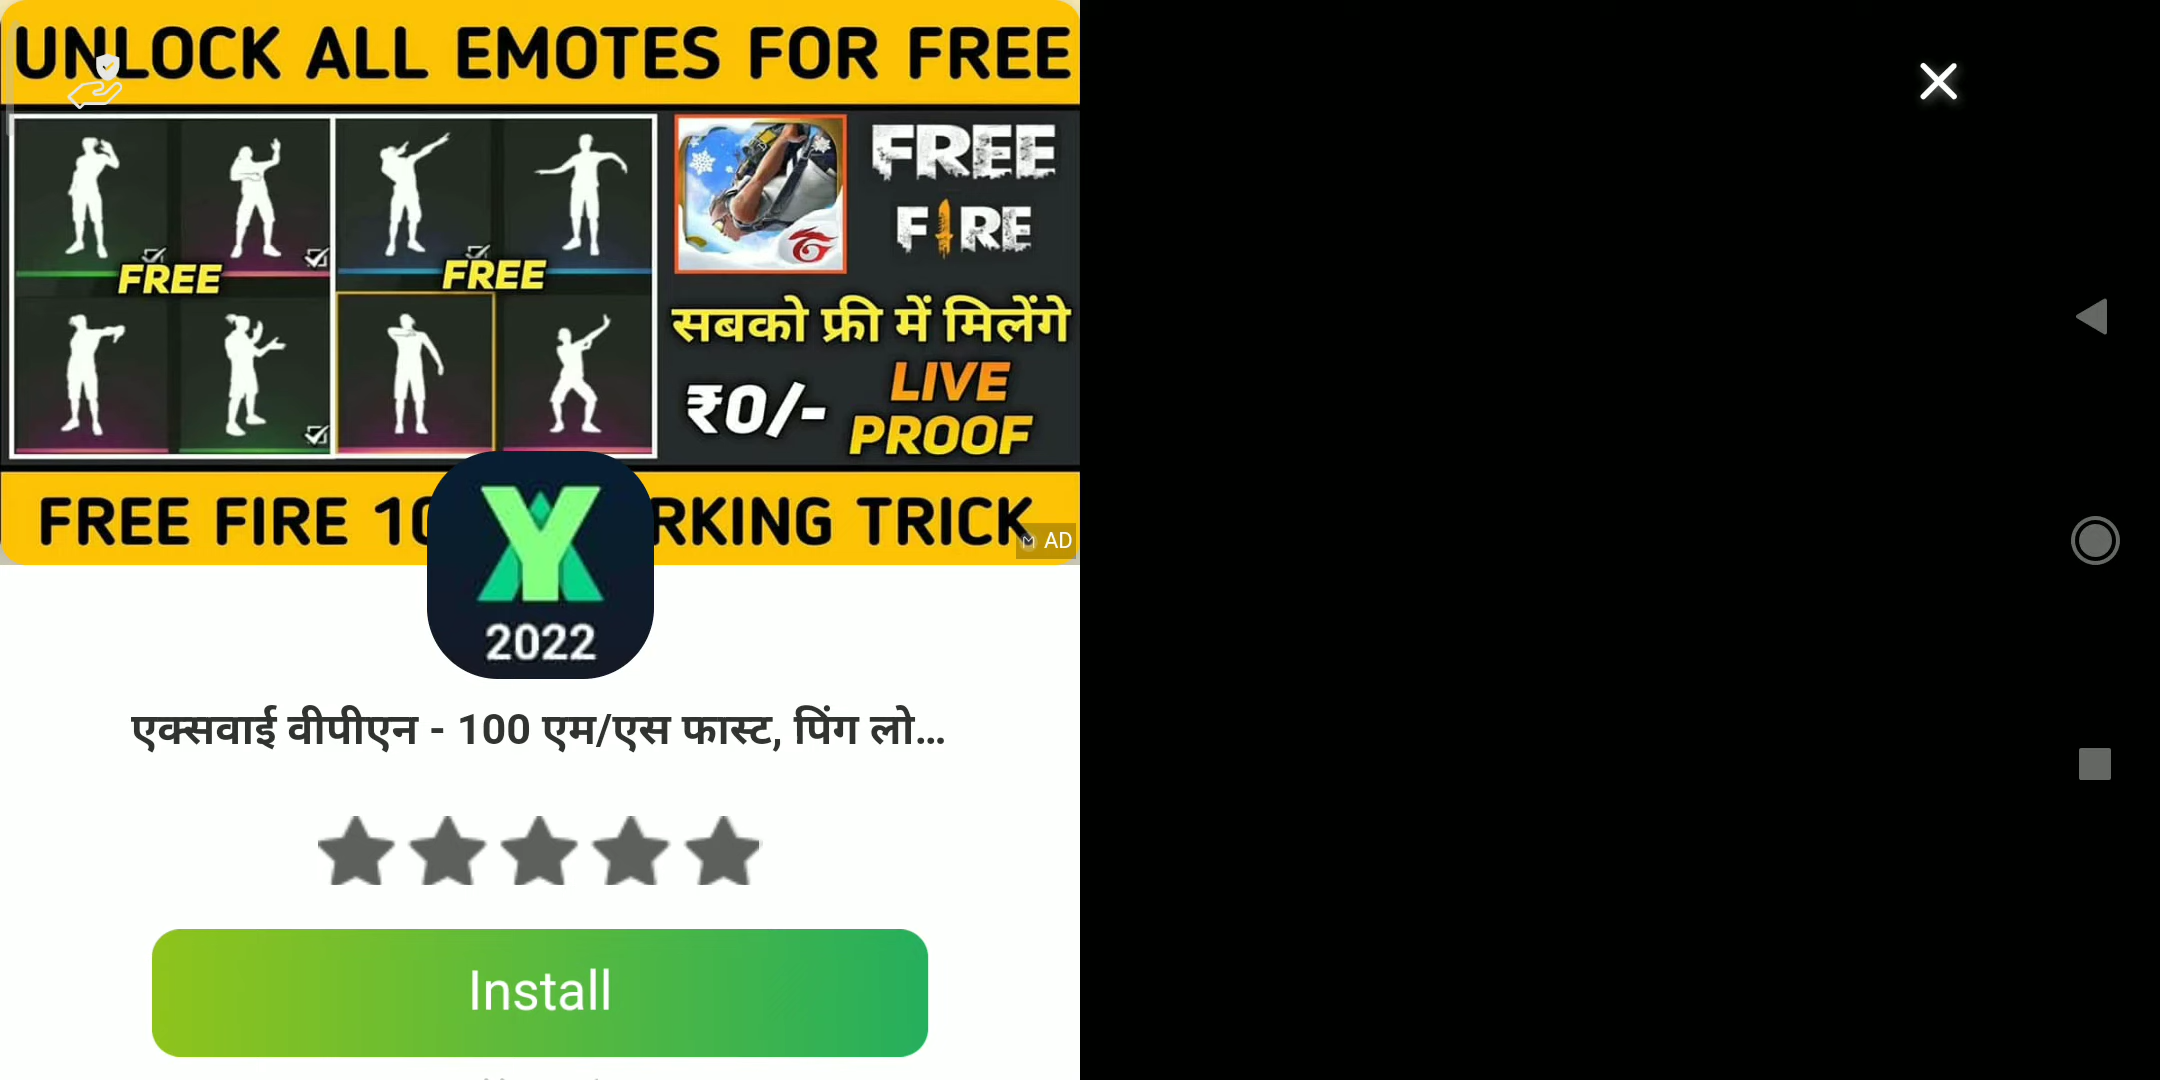 UNLOCK ALL EMOTES FOR FREE
FREE
FREE
FREE
FIRE
सबको फ्री में मिलेंगे
₹0/-
LIVE
PROOF
FREE FIRE 10 RKING TRICK
AD
2022
एक्सवाई वीपीएन - 100 एम/एस फास्ट, पिंग लो...
Install